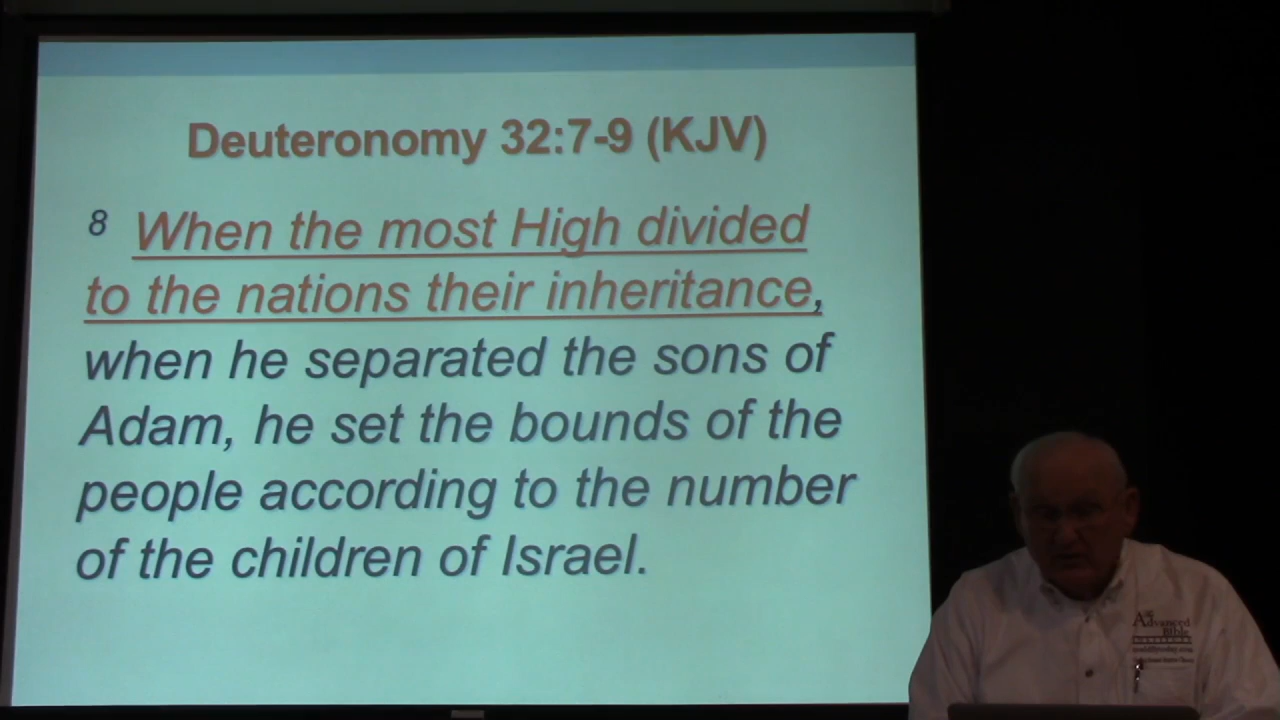 Deuteronomy 32:7-9 (KJV)
8 When the most High divided
to the nations their inheritance,
when he separated the sons of
Adam, he set the bounds of the
people according to the number
of the children of Israel.
Advanced
Bible